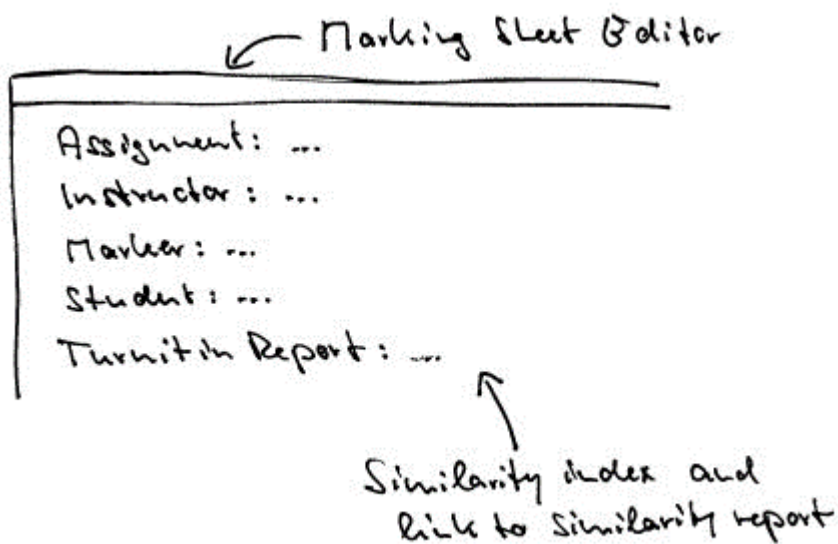 Marking Sheet Editor
Assignment: ...
Instructor: ...
Marker: ...
Student: ...
Turnitin Report: ...
Similarity index and
link to similarity report